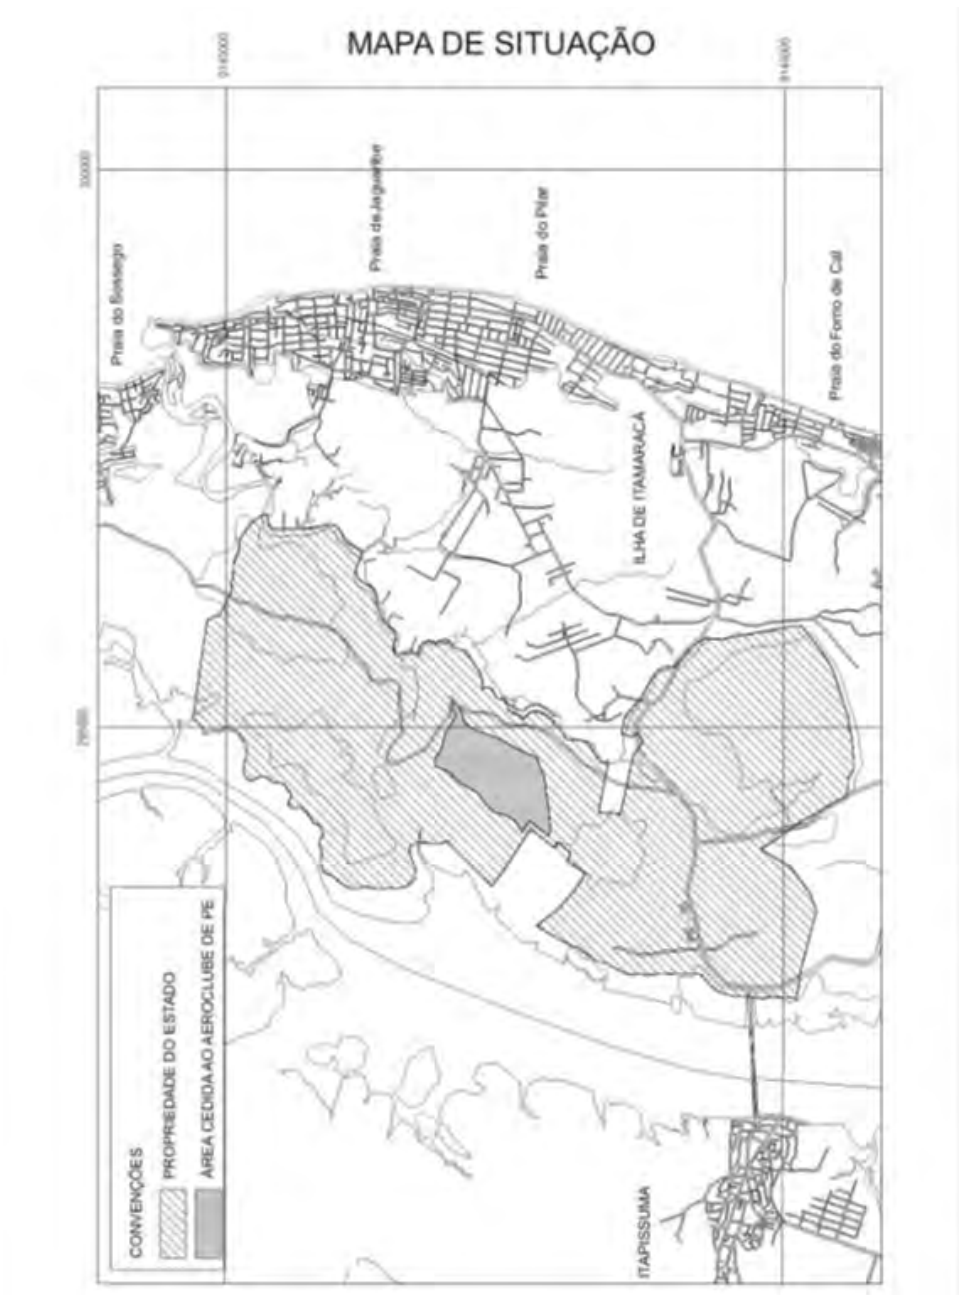 MAPA DE SITUAÇÃO
Praia do Sossego
Praia de Jaguaribe
Praia do Pilar
Praia do Forno de Cal
ILHA DE ITAMARACÁ
ITAPISSUMA
CONVENÇÕES
PROPRIEDADE DO ESTADO
ÁREA CEDIDA AO AEROCLUBE DE PE